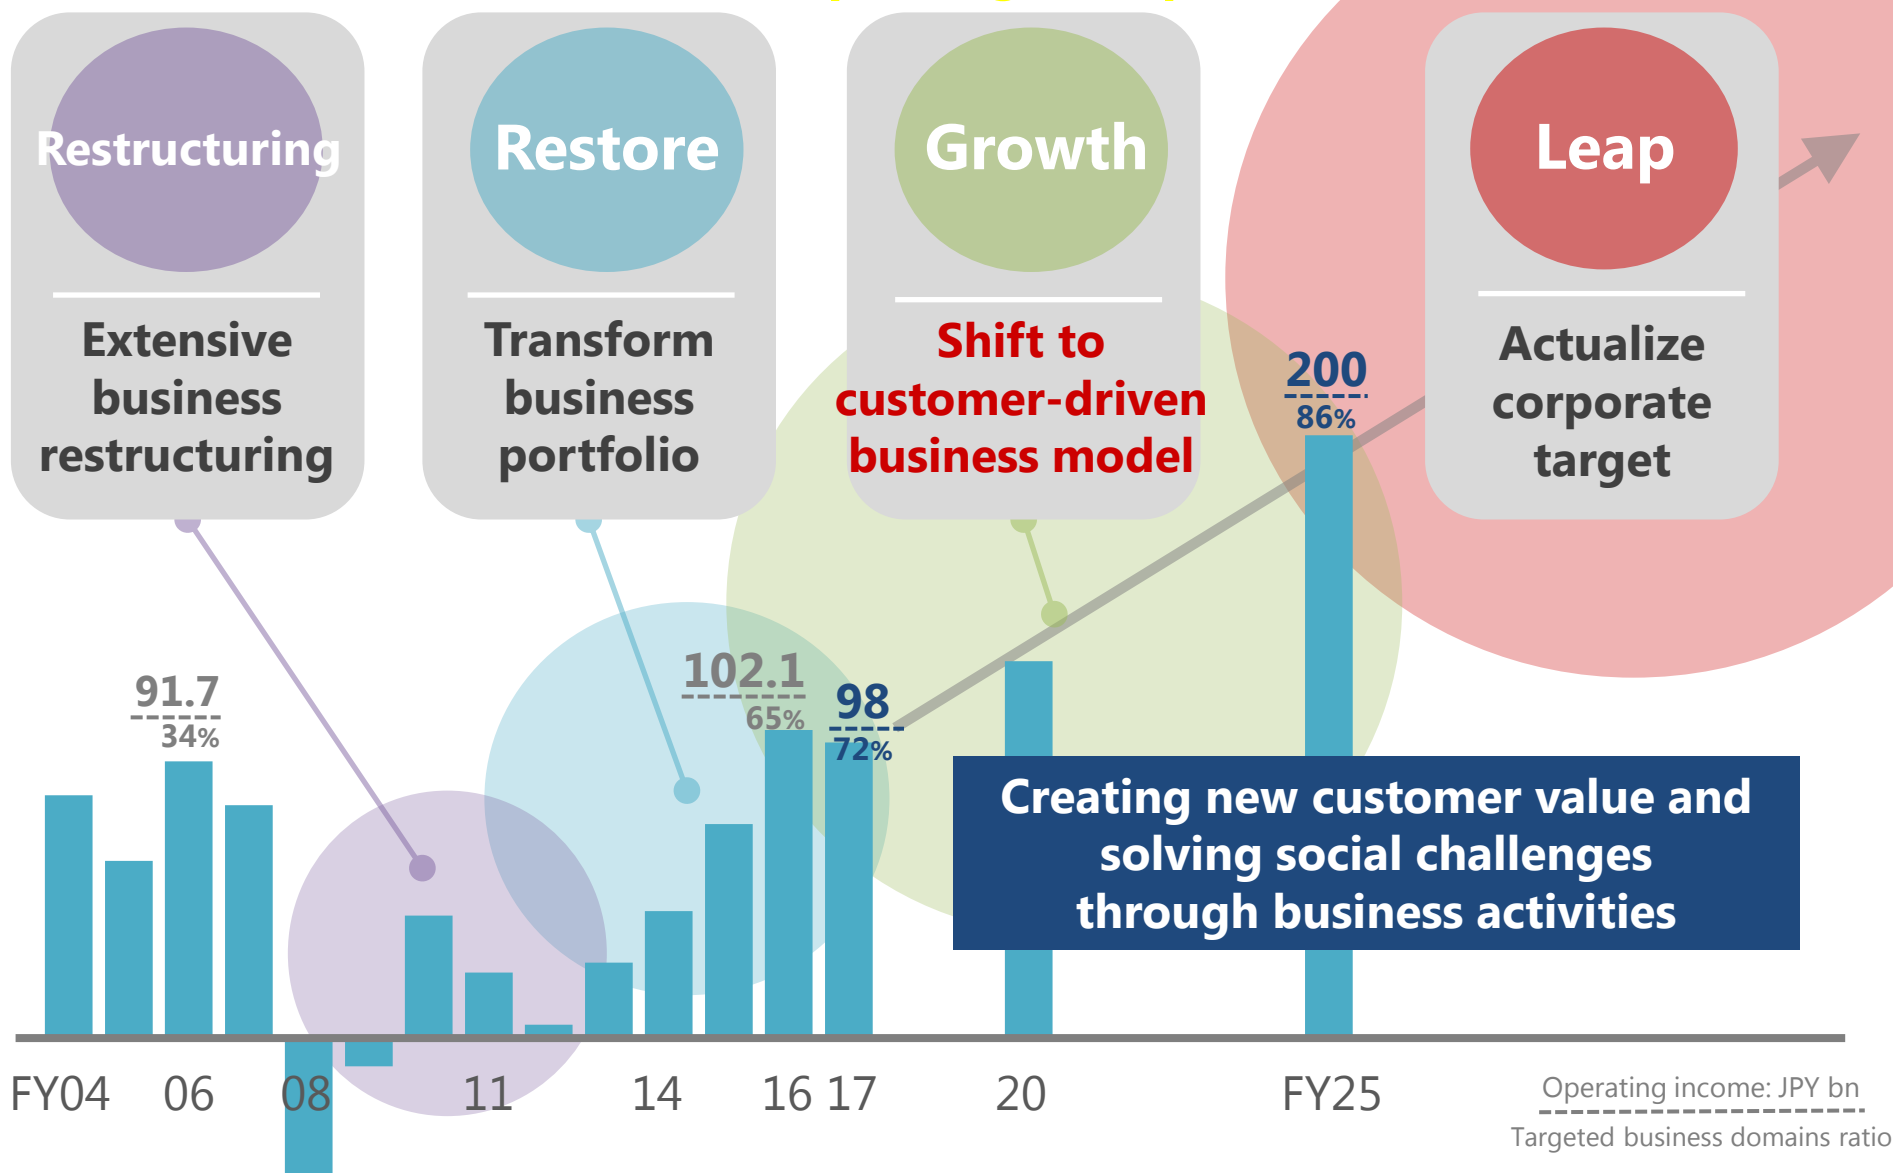 Restructuring
Extensive
business
restructuring
Restore
Transform
business
portfolio
Growth
Shift to
customer-driven
business model
Leap
Actualize
corporate
target
200
86%
91.7
34%
102.1
65%
98
72%
Creating new customer value and
solving social challenges
through business activities
FY04 06 08 11 14 16 17 20 FY25
Operating income: JPY bn
Targeted business domains ratio